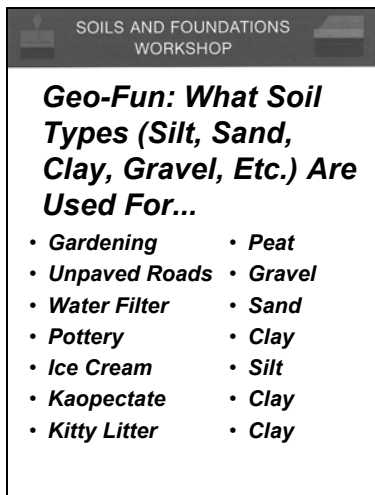 SOILS AND FOUNDATIONS
WORKSHOP
Geo-Fun: What Soil
Types (Silt, Sand,
Clay, Gravel, Etc.) Are
Used For...
• Gardening • Peat
• Unpaved Roads • Gravel
• Water Filter • Sand
• Pottery • Clay
• Ice Cream • Silt
• Kaopectate • Clay
• Kitty Litter • Clay